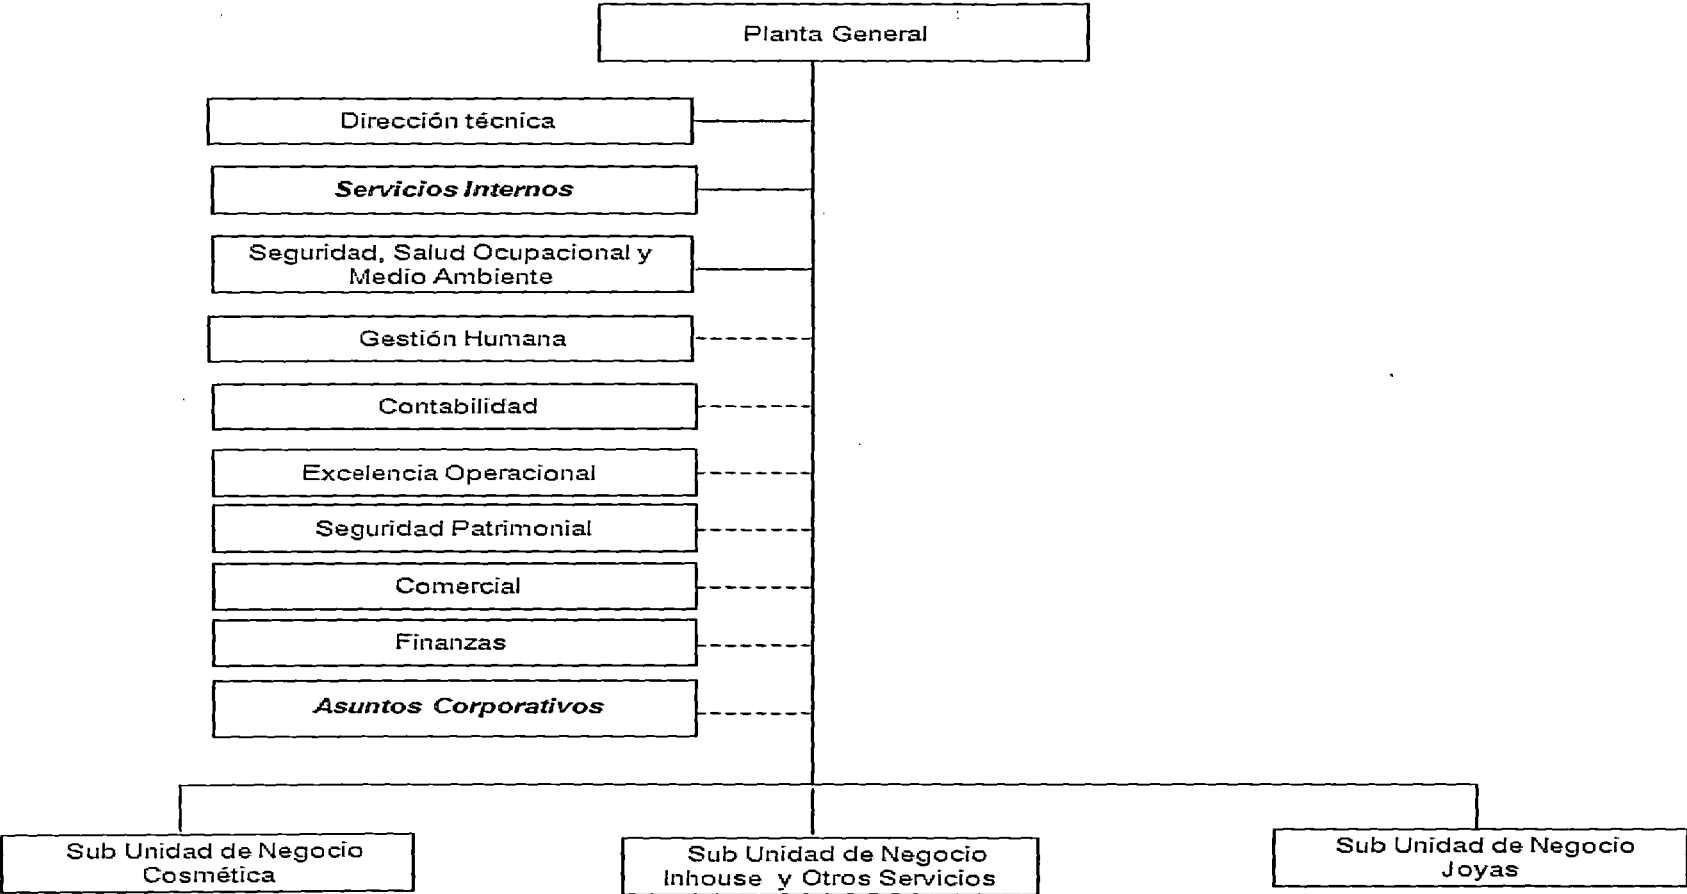 Planta General
Dirección técnica
Servicios Internos
Seguridad, Salud Ocupacional y
Medio Ambiente
Gestión Humana
Contabilidad
Excelencia Operacional
Seguridad Patrimonial
Comercial
Finanzas
Asuntos Corporativos
Sub Unidad de Negocio
Cosmética
Sub Unidad de Negocio
Inhouse y Otros Servicios
Sub Unidad de Negocio
Joyas